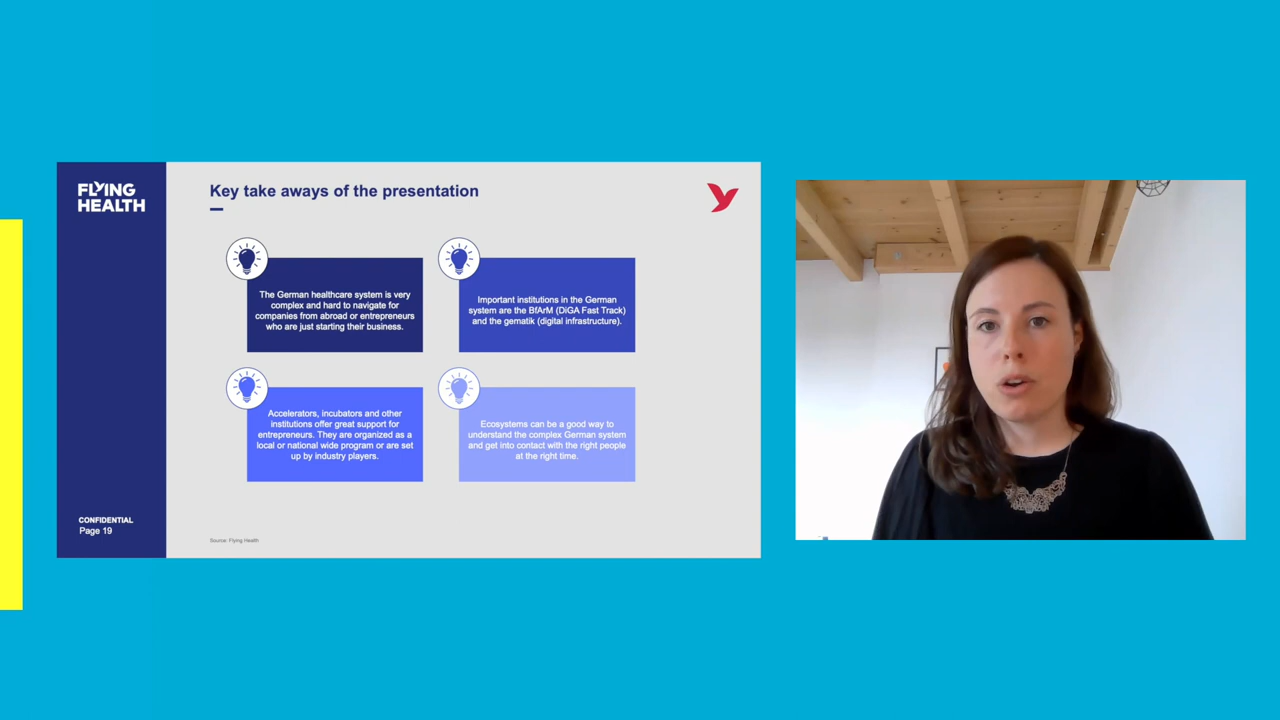 FLYING
HEALTH
Key take aways of the presentation
The German healthcare system is very
complex and hard to navigate for
companies from abroad or entrepreneurs
who are just starting their business.
Important institutions in the German
system are the BfArM (DiGA Fast Track)
and the gematik (digital infrastructure).
Accelerators, incubators and other
institutions offer great support for
entrepreneurs. They are organized as a
local or national wide program or are set
up by industry players.
Ecosystems can be a good way to
understand the complex German system
and get into contact with the right people
at the right time.
CONFIDENTIAL
Page 19
Source: Flying Health